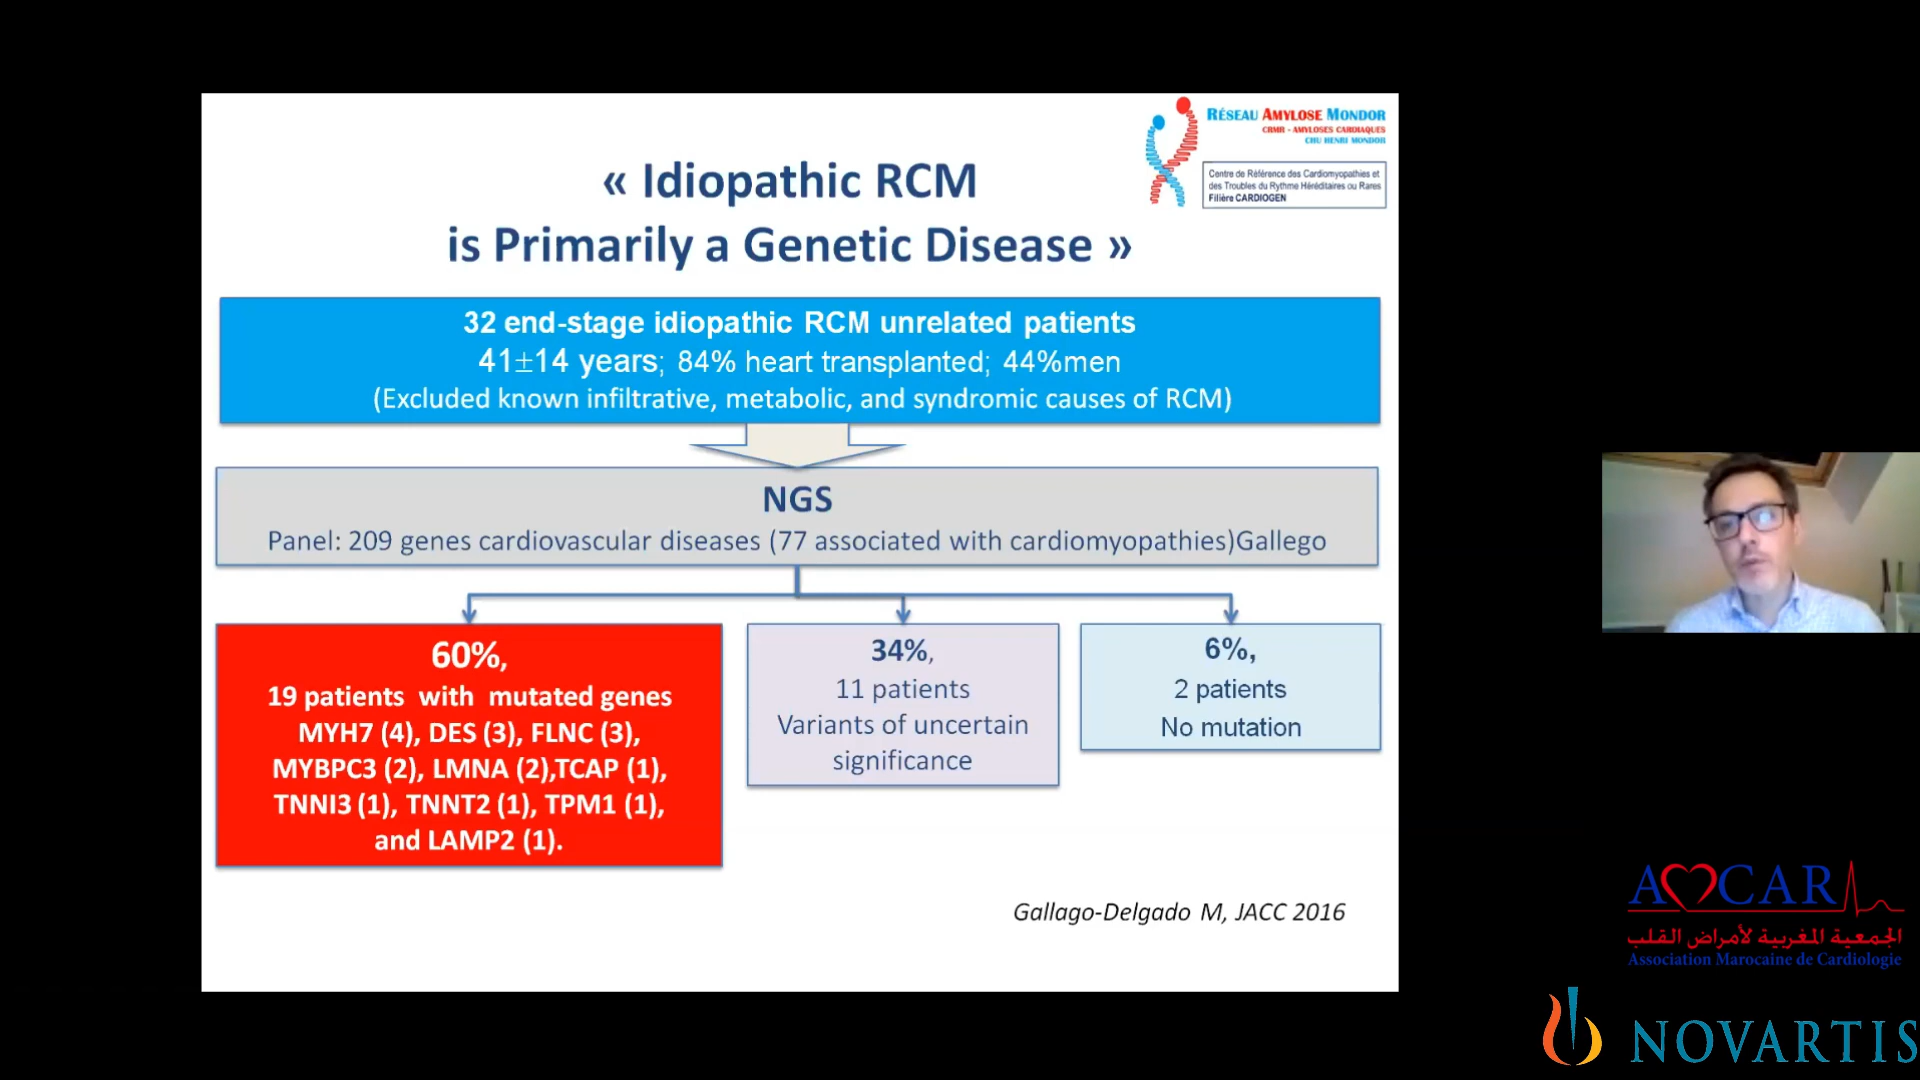 RÉSEAU AMYLOSE MONDOR
CRMR - AMYLOSES CARDIAQUES
CHU HENRI MONDOR
Centre de Référence des Cardiomyopathies et
des Troubles du Rythme Héréditaires ou Rares
Filière CARDIOGEN
« Idiopathic RCM
is Primarily a Genetic Disease »
32 end-stage idiopathic RCM unrelated patients
41±14 years; 84% heart transplanted; 44%men
(Excluded known infiltrative, metabolic, and syndromic causes of RCM)
NGS
Panel: 209 genes cardiovascular diseases (77 associated with cardiomyopathies)Gallego
60%,
19 patients with mutated genes
MYH7 (4), DES (3), FLNC (3),
MYBPC3 (2), LMNA (2),TCAP (1),
TNNI3 (1), TNNT2 (1), TPM1 (1),
and LAMP2 (1).
34%,
11 patients
Variants of uncertain
significance
6%,
2 patients
No mutation
Gallago-Delgado M, JACC 2016
AMCAR
الجمعية المغربية لأمراض القلب
Association Marocaine de Cardiologie
NOVARTIS